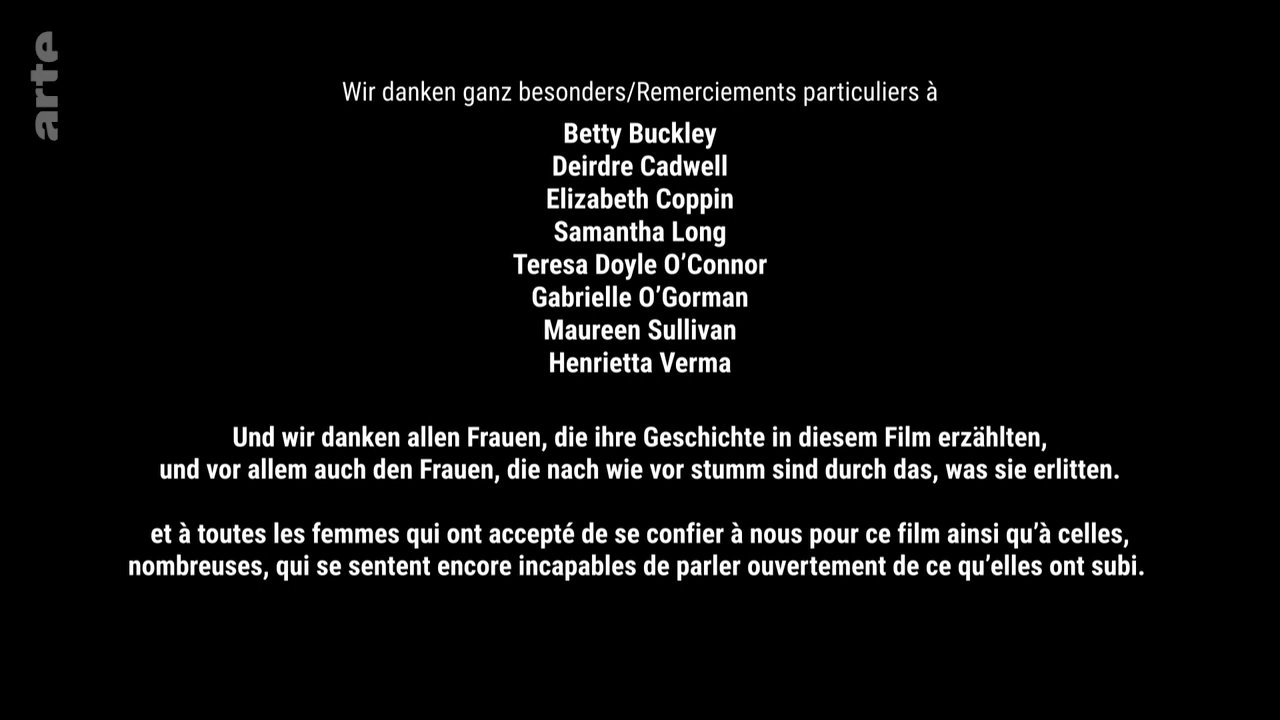 arte
Wir danken ganz besonders/Remerciements particuliers à
Betty Buckley
Deirdre Cadwell
Elizabeth Coppin
Samantha Long
Teresa Doyle O’Connor
Gabrielle O’Gorman
Maureen Sullivan
Henrietta Verma
Und wir danken allen Frauen, die ihre Geschichte in diesem Film erzählten,
und vor allem auch den Frauen, die nach wie vor stumm sind durch das, was sie erlitten.
et à toutes les femmes qui ont accepté de se confier à nous pour ce film ainsi qu’à celles,
nombreuses, qui se sentent encore incapables de parler ouvertement de ce qu’elles ont subi.